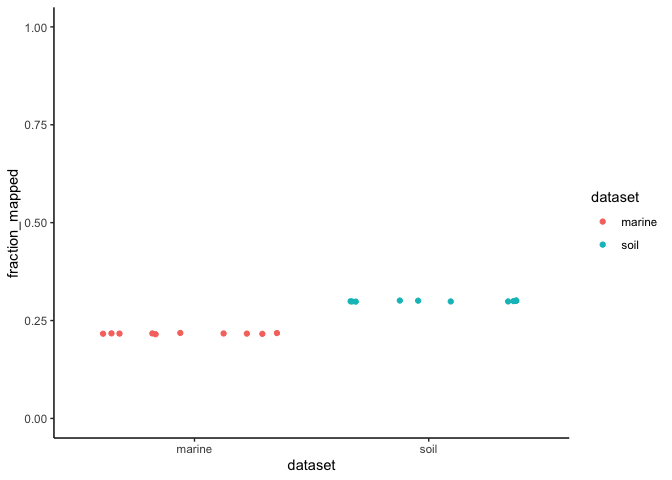 1.00
0.75
0.50
0.25
0.00
fraction_mapped
marine
soil
dataset
dataset
marine
soil